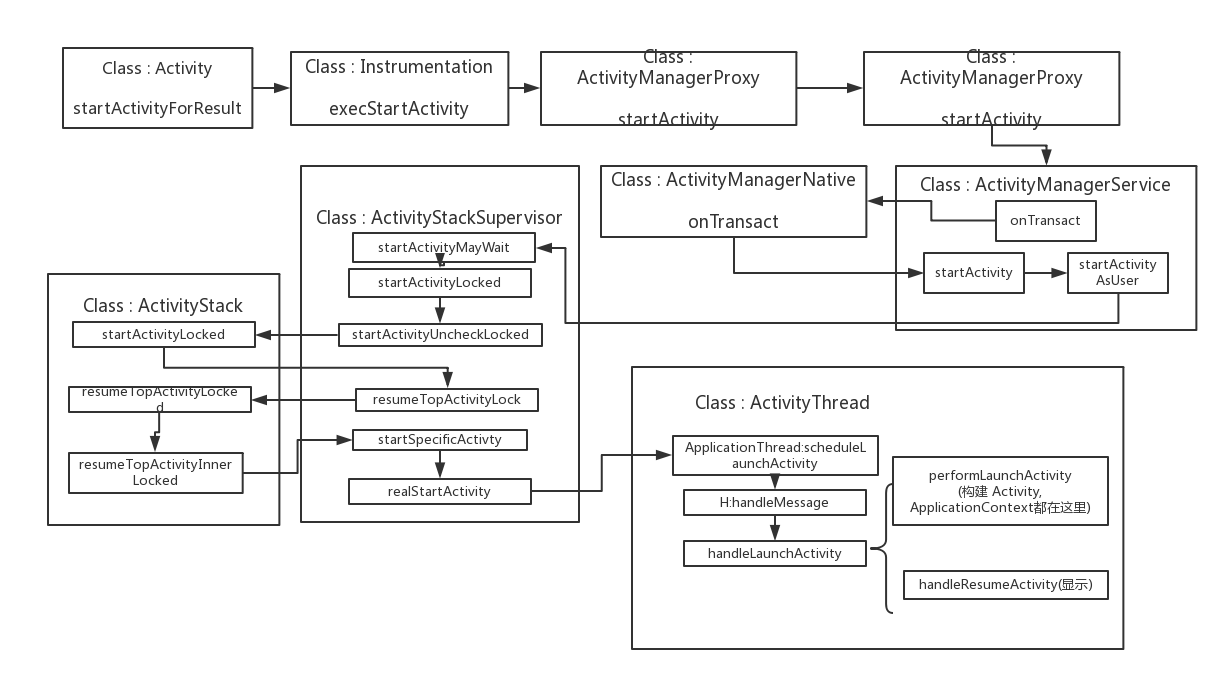 Class : Activity
startActivityForResult
Class : Instrumentation
execStartActivity
Class :
ActivityManagerProxy
startActivity
Class :
ActivityManagerProxy
startActivity
Class : ActivityManagerService
onTransact
startActivity
startActivity
AsUser
Class : ActivityManagerNative
onTransact
Class : ActivityStackSupervisor
startActivityMayWait
startActivityLocked
startActivityUncheckLocked
resumeTopActivityLock
startSpecificActivty
realStartActivity
Class : ActivityStack
startActivityLocked
resumeTopActivityLocke
d
resumeTopActivityInner
Locked
Class : ActivityThread
ApplicationThread:scheduleL
aunchActivity
H:handleMessage
handleLaunchActivity
performLaunchActivity
(构建 Activity,
ApplicationContext都在这里)
handleResumeActivity(显示)